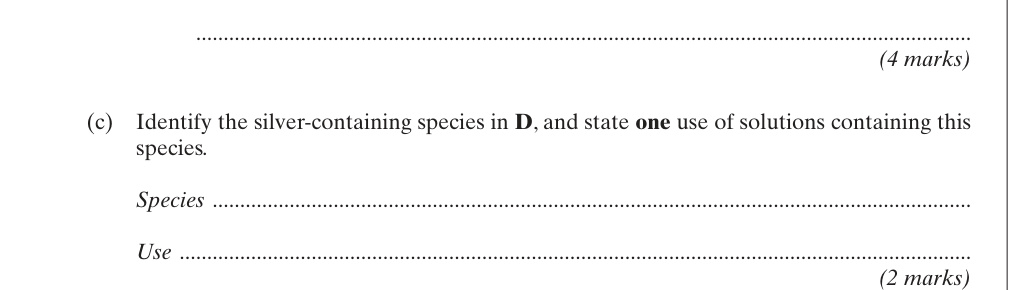 ................................................................................
(4 marks)
(c) Identify the silver-containing species in D, and state one use of solutions containing this
species.
Species ................................................................................
Use ................................................................................
(2 marks)